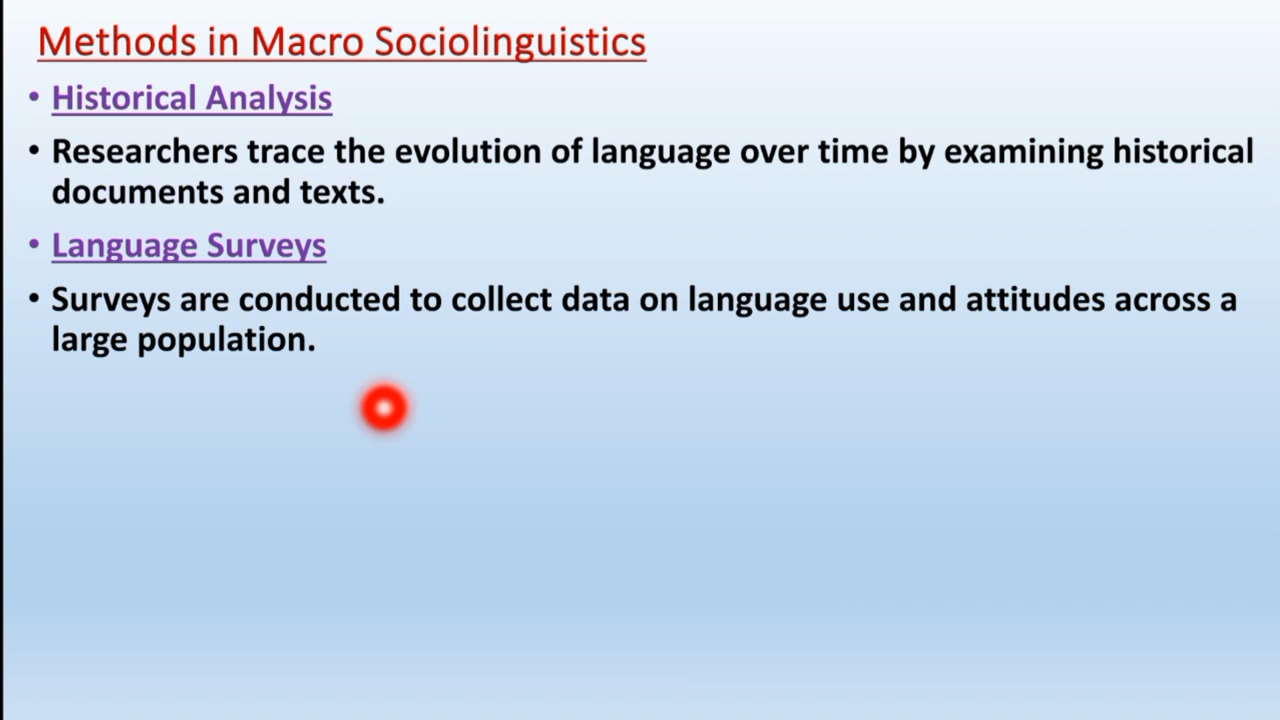 Methods in Macro Sociolinguistics
• Historical Analysis
• Researchers trace the evolution of language over time by examining historical
documents and texts.
• Language Surveys
• Surveys are conducted to collect data on language use and attitudes across a
large population.